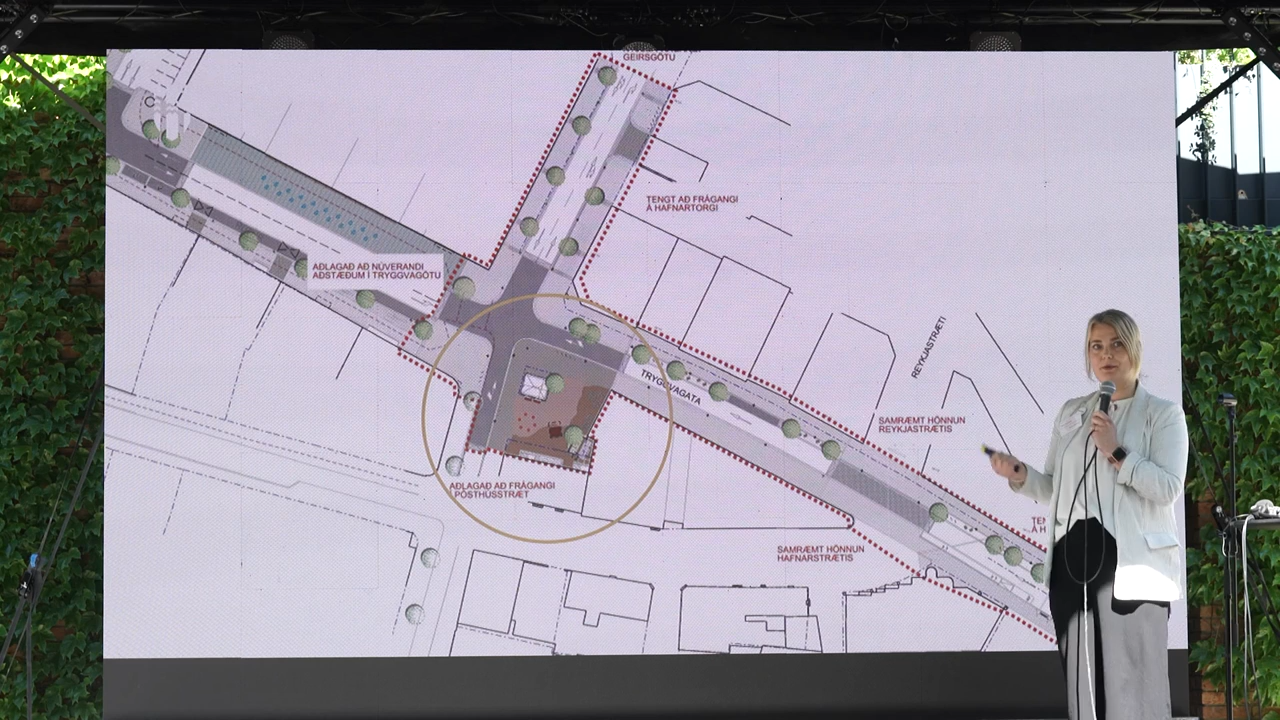 GEIRSGÖTU
TENGT AÐ FRÁGANGI
Á HAFNARTORGI
AÐLAGAÐ AÐ NÚVERANDI
AÐSTÆÐUM Í TRYGGVAGÖTU
REYKJASTRÆTI
TRYGGVAGATA
SAMRÆMT HÖNNUN
REYKJASTRÆTIS
AÐLAGAÐ AÐ FRÁGANGI
Í PÓSTHÚSSTRÆT
SAMRÆMT HÖNNUN
HAFNARSTRÆTIS